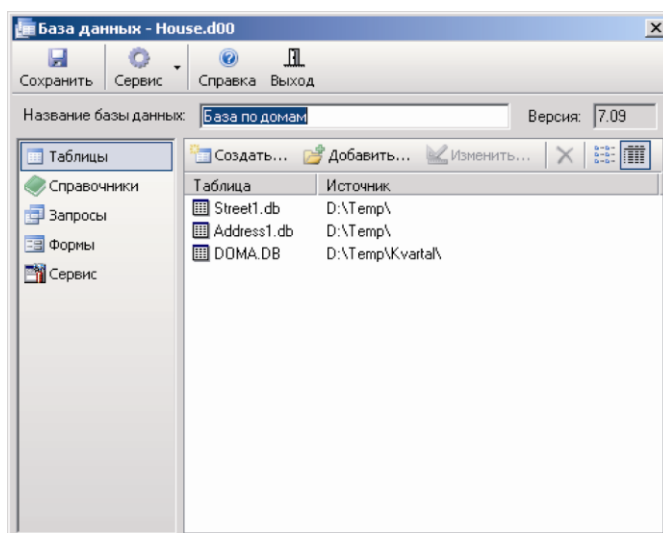 База данных - House.d00
Сохранить Сервис Справка Выход
Название базы данных: База по домам Версия: 7.09
Таблицы
Справочники
Запросы
Формы
Сервис
Создать... Добавить... Изменить...
Таблица Источник
Street1.db D:\Temp\
Address1.db D:\Temp\
DOMA.DB D:\Temp\Kvartal\